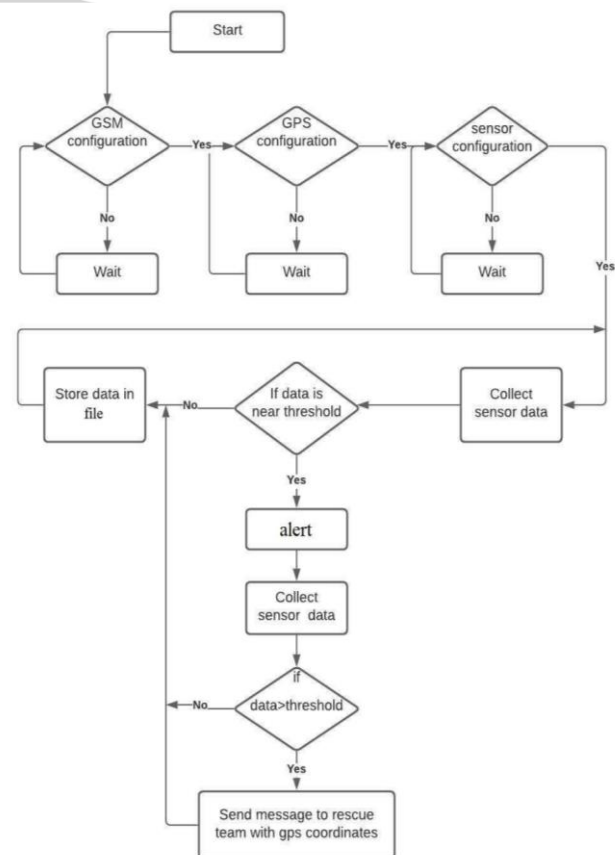 Start
GSM
configuration
Yes
GPS
configuration
Yes
sensor
configuration
No
No
No
Wait
Wait
Wait
Yes
Store data in
file
No
If data is
near threshold
Collect
sensor data
Yes
alert
Collect
sensor data
if
data>threshold
No
Yes
Send message to rescue
team with gps coordinates